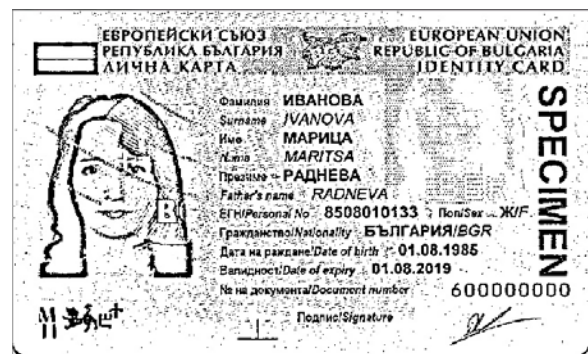 ЕВРОПЕЙСКИ СЪЮЗ EUROPEAN UNION
РЕПУБЛИКА БЪЛГАРИЯ REPUBLIC OF BULGARIA
ЛИЧНА КАРТА IDENTITY CARD
Фамилия ИВАНОВА
Surname IVANOVA
Име МАРИЦА
Name MARITSA
Презиме РАДНЕВА
Father's name RADNEVA
ЕГН/Personal No 8508010133 Пол/Sex Ж/F
Гражданство/Nationality БЪЛГАРИЯ/BGR
Дата на раждане/Date of birth 01.08.1985
Валидност/Date of expiry 01.08.2019
№ на документа/Document number 600000000
Подпис/Signature
SPECIMEN
B